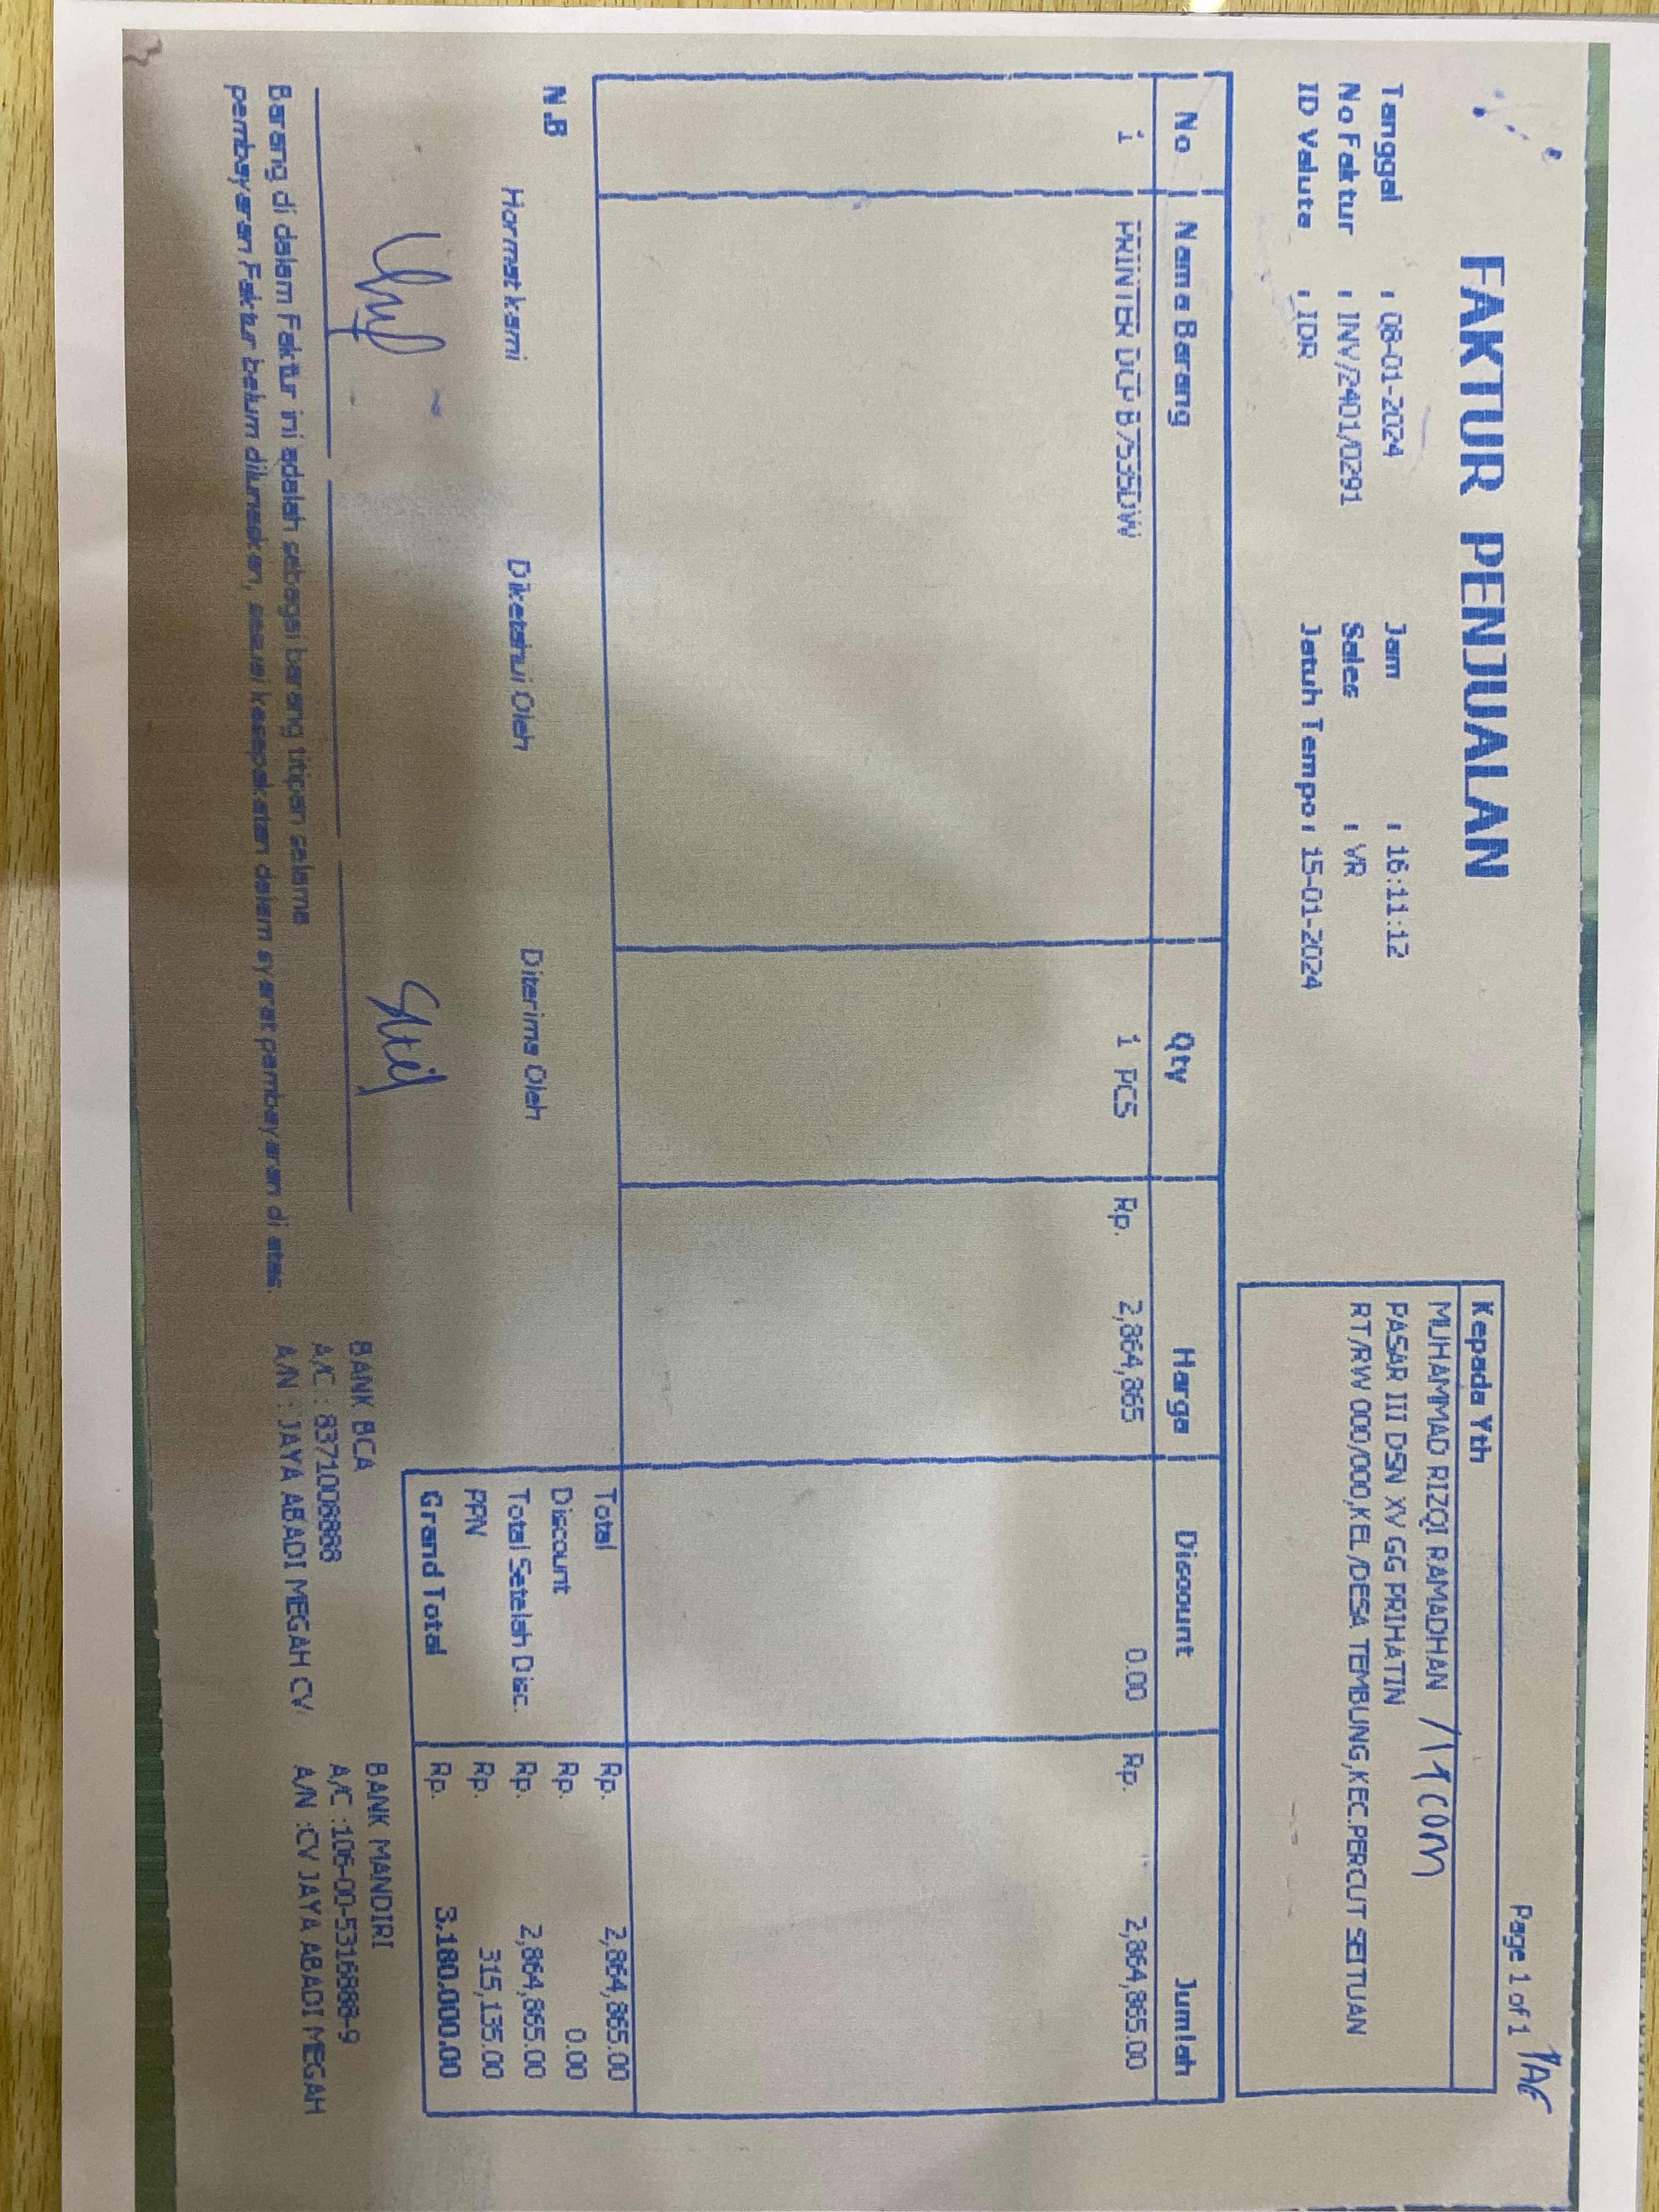 Page 1 of 1
FAKTUR PENJUALAN
Tanggal : 08-01-2024 Jam : 16:11:12
No Faktur : INV/2401/0291 Sales : VR
ID Valuta : IDR Jatuh Tempo : 15-01-2024
Kepada Yth
MUHAMMAD RIZQI RAMADHAN
PASAR III DSN XV GG PRIHATIN
RT/RW 000/000,KEL/DESA TEMBUNG,KEC.PERCUT SEITUAN
No Nama Barang Qty Harga Discount Jumlah
1 PRINTER DCP B7535DW 1 PCS Rp. 2,864,865 0.00 Rp. 2,864,865.00
Total Rp. 2,864,865.00
Discount Rp. 0.00
Total Setelah Disc. Rp. 2,864,865.00
PPN Rp. 315,135.00
Grand Total Rp. 3,180,000.00
N.B
Hormat kami Diketahui Oleh Diterima Oleh
Barang di dalam Faktur ini adalah sebagai barang titipan selama
pembayaran Faktur belum dilunaskan, sesuai kesepakatan dalam syarat pembayaran di atas.
BANK BCA
A/C : 8371008888
A/N : JAYA ABADI MEGAH CV
BANK MANDIRI
A/C :106-00-5316888-9
A/N :CV JAYA ABADI MEGAH